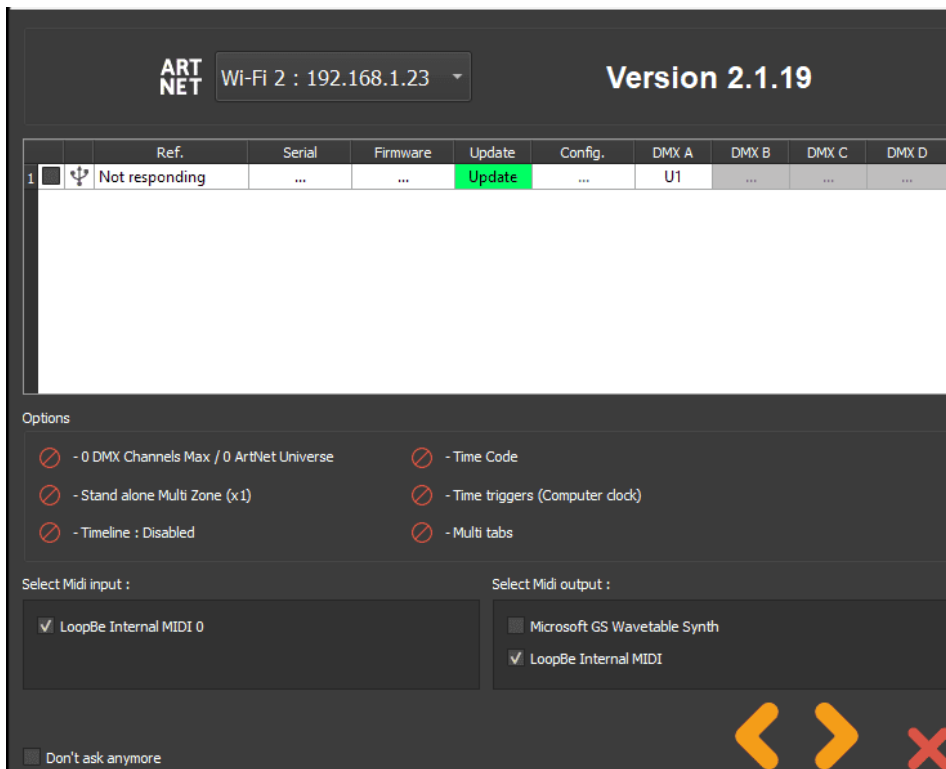 ART NET Wi-Fi 2 : 192.168.1.23 Version 2.1.19
Ref. Serial Firmware Update Config. DMX A DMX B DMX C DMX D
1 Not responding ... ... Update ... U1 ... ... ...
Options
- 0 DMX Channels Max / 0 ArtNet Universe
- Time Code
- Stand alone Multi Zone (x1)
- Time triggers (Computer clock)
- Timeline : Disabled
- Multi tabs
Select Midi input :
Select Midi output :
LoopBe Internal MIDI 0
Microsoft GS Wavetable Synth
LoopBe Internal MIDI
Don't ask anymore